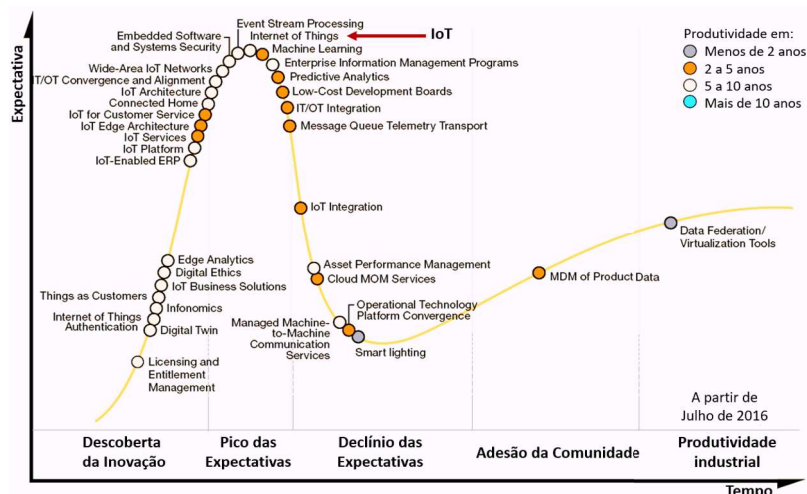 Expectativa
Event Stream Processing
Embedded Software
and Systems Security
Internet of Things
IoT
Machine Learning
Enterprise Information Management Programs
Wide-Area IoT Networks
IT/OT Convergence and Alignment
Predictive Analytics
IoT Architecture
Low-Cost Development Boards
Connected Home
IT/OT Integration
IoT for Customer Service
IoT Edge Architecture
Message Queue Telemetry Transport
IoT Services
IoT Platform
IoT-Enabled ERP
Produtividade em:
Menos de 2 anos
2 a 5 anos
5 a 10 anos
Mais de 10 anos
IoT Integration
Data Federation/
Virtualization Tools
Edge Analytics
Digital Ethics
IoT Business Solutions
Things as Customers
Infonomics
Internet of Things
Authentication
Digital Twin
Licensing and
Entitlement
Management
Asset Performance Management
Cloud MOM Services
Operational Technology
Platform Convergence
Managed Machine-
to-Machine
Communication
Services
Smart lighting
MDM of Product Data
A partir de
Julho de 2016
Descoberta
da Inovação
Pico das
Expectativas
Declínio das
Expectativas
Adesão da Comunidade
Produtividade
industrial
Tempo